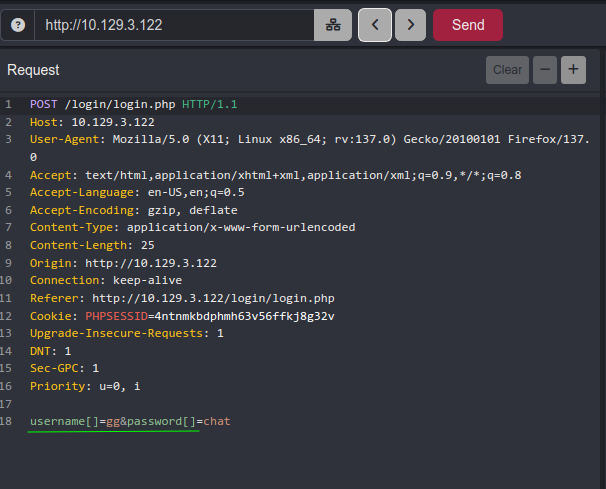 http://10.129.3.122
Send
Request
Clear
1 POST /login/login.php HTTP/1.1
2 Host: 10.129.3.122
3 User-Agent: Mozilla/5.0 (X11; Linux x86_64; rv:137.0) Gecko/20100101 Firefox/137.
0
4 Accept: text/html,application/xhtml+xml,application/xml;q=0.9,*/*;q=0.8
5 Accept-Language: en-US,en;q=0.5
6 Accept-Encoding: gzip, deflate
7 Content-Type: application/x-www-form-urlencoded
8 Content-Length: 25
9 Origin: http://10.129.3.122
10 Connection: keep-alive
11 Referer: http://10.129.3.122/login/login.php
12 Cookie: PHPSESSID=4ntnmkbdphmh63v56ffkj8g32v
13 Upgrade-Insecure-Requests: 1
14 DNT: 1
15 Sec-GPC: 1
16 Priority: u=0, i
17
18 username[]=gg&password[]=chat